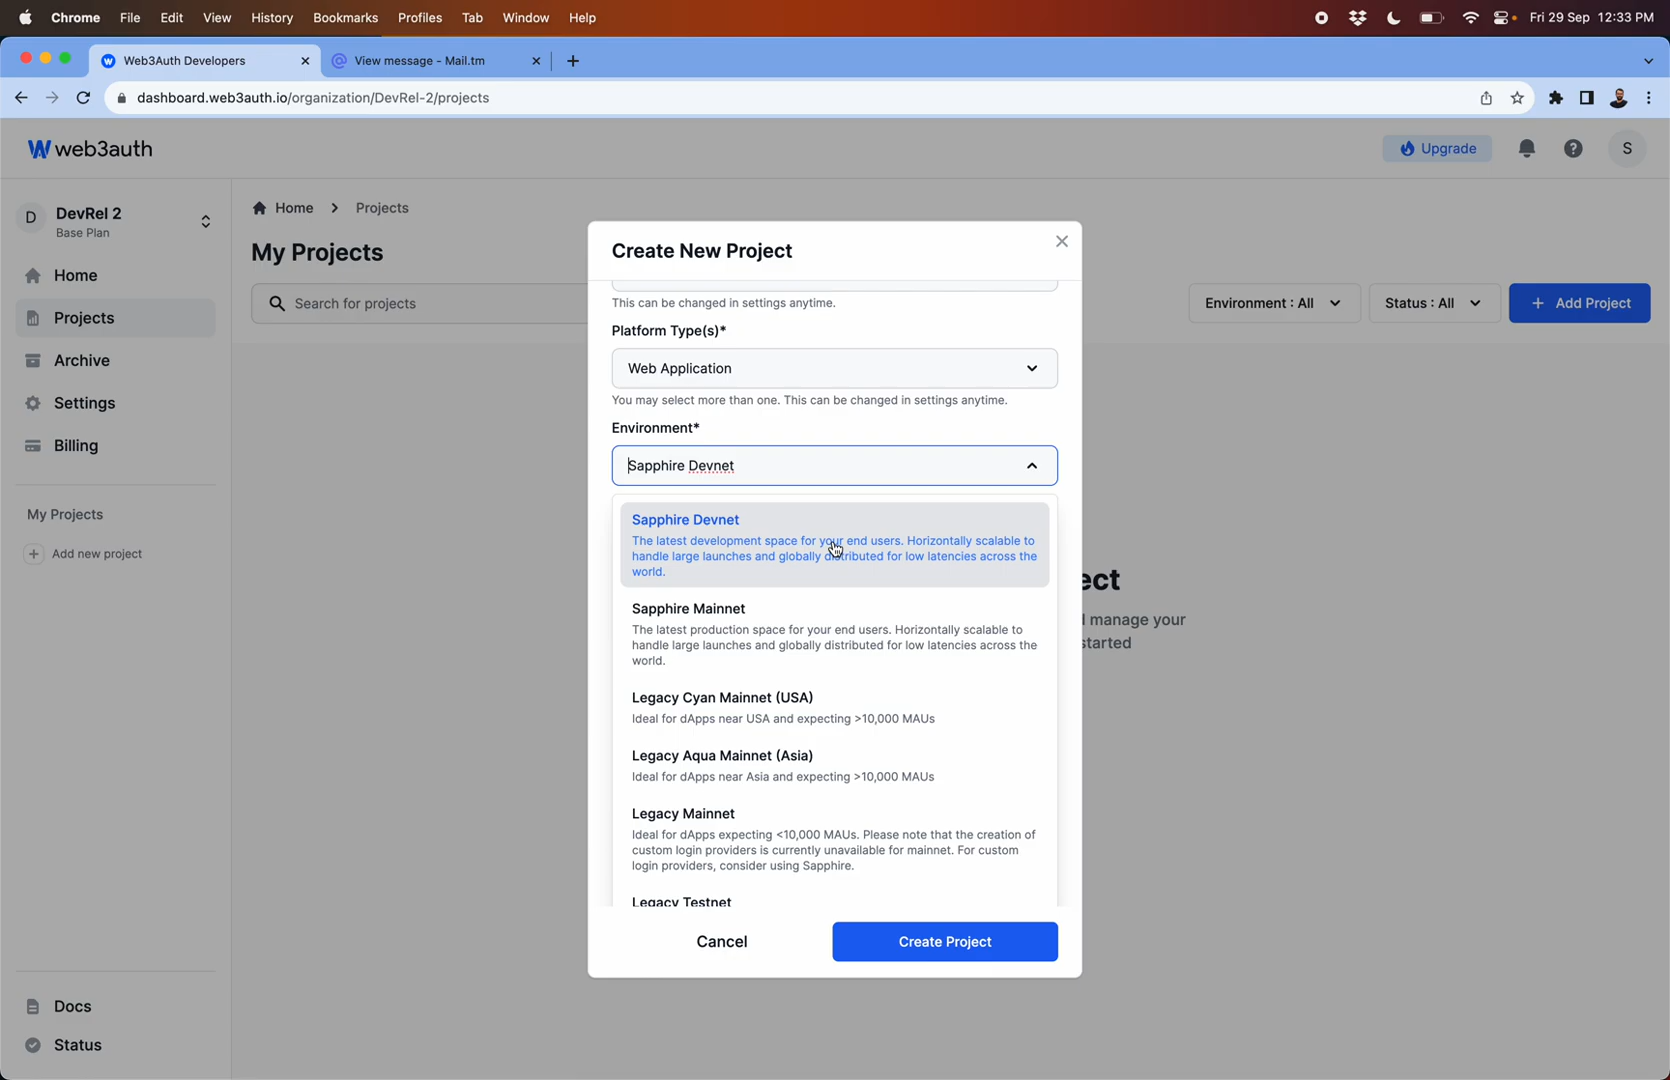 Chrome File Edit View History Bookmarks Profiles Tab Window Help Fri 29 Sep 12:33 PM
Web3Auth Developers View message - Mail.tm
dashboard.web3auth.io/organization/DevRel-2/projects
web3auth Upgrade S
D DevRel 2
Base Plan
Home
Projects
Archive
Settings
Billing
My Projects
Add new project
Docs
Status
Home > Projects
My Projects
Search for projects
Environment : All Status : All + Add Project
ect
d manage your
started
Create New Project
This can be changed in settings anytime.
Platform Type(s)*
Web Application
You may select more than one. This can be changed in settings anytime.
Environment*
Sapphire Devnet
Sapphire Devnet
The latest development space for your end users. Horizontally scalable to
handle large launches and globally distributed for low latencies across the
world.
Sapphire Mainnet
The latest production space for your end users. Horizontally scalable to
handle large launches and globally distributed for low latencies across the
world.
Legacy Cyan Mainnet (USA)
Ideal for dApps near USA and expecting >10,000 MAUs
Legacy Aqua Mainnet (Asia)
Ideal for dApps near Asia and expecting >10,000 MAUs
Legacy Mainnet
Ideal for dApps expecting <10,000 MAUs. Please note that the creation of
custom login providers is currently unavailable for mainnet. For custom
login providers, consider using Sapphire.
Legacy Testnet
Cancel Create Project